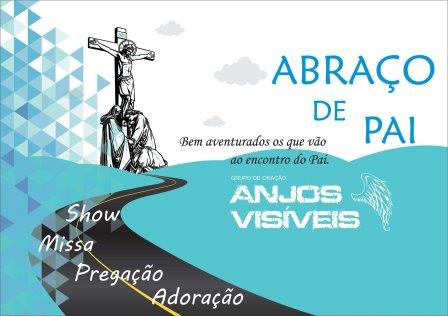 ABRAÇO
DE
PAI
Bem aventurados os que vão
ao encontro do Pai.
GRUPO DE ORAÇÃO
ANJOS
VISÍVEIS
Show
Missa
Pregação
Adoração